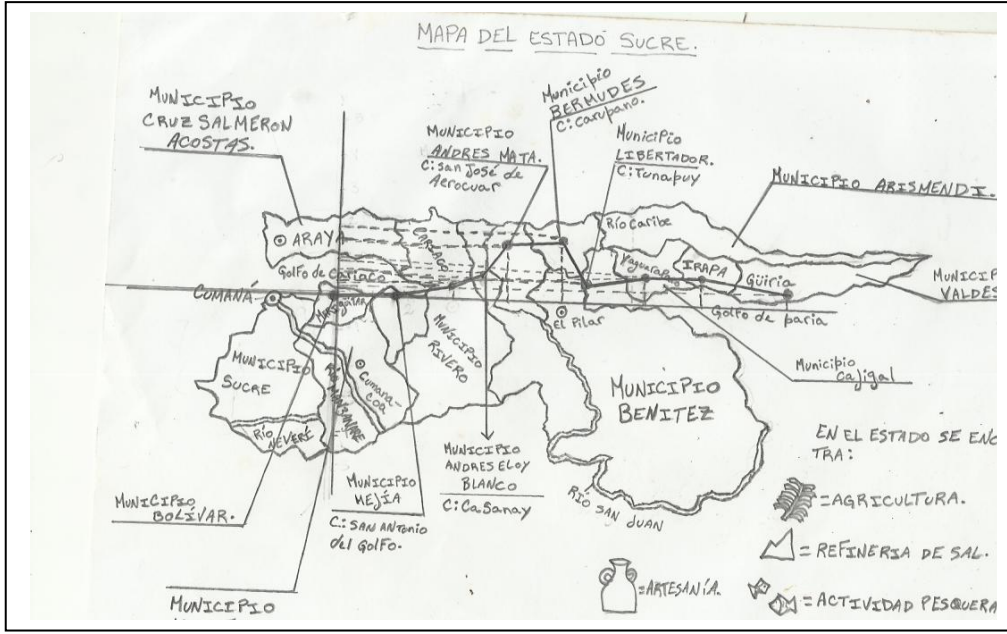 MAPA DEL ESTADO SUCRE.
MUNICIPIO
CRUZ SALMERON
ACOSTAS.
MUNICIPIO
ANDRES MATA.
C: San José de
Aerocuar
Municipio
BERMUDES
C: Carupano.
Municipio
LIBERTADOR.
C: Tunapuy
MUNICIPIO ARISMENDI.
ARAYA
CARIACO
Río Caribe
Golfo de Cariaco
Yaguarapa
IRAPA
Güiria
MUNICIP
VALDES
CUMANÁ
Golfo de paria
El Pilar
MUNICIPIO
SUCRE
RÍO MANZANARE
Cumana-
coa
MUNICIPIO
RIVERO
MUNICIPIO
BENITEZ
Municipio
Cajigal
RÍO NEVERÍ
MUNICIPIO
BOLÍVAR.
MUNICIPIO
MEJÍA
C: SAN ANTONIO
del Golfo.
MUNICIPIO
ANDRES ELOY
BLANCO
C: Casanay
RÍO SAN JUAN
EN EL ESTADO SE ENC
TRA:
=AGRICULTURA.
= REFINERIA DE SAL.
=ARTESANÍA.
=ACTIVIDAD PESQUERA
MUNICIPIO